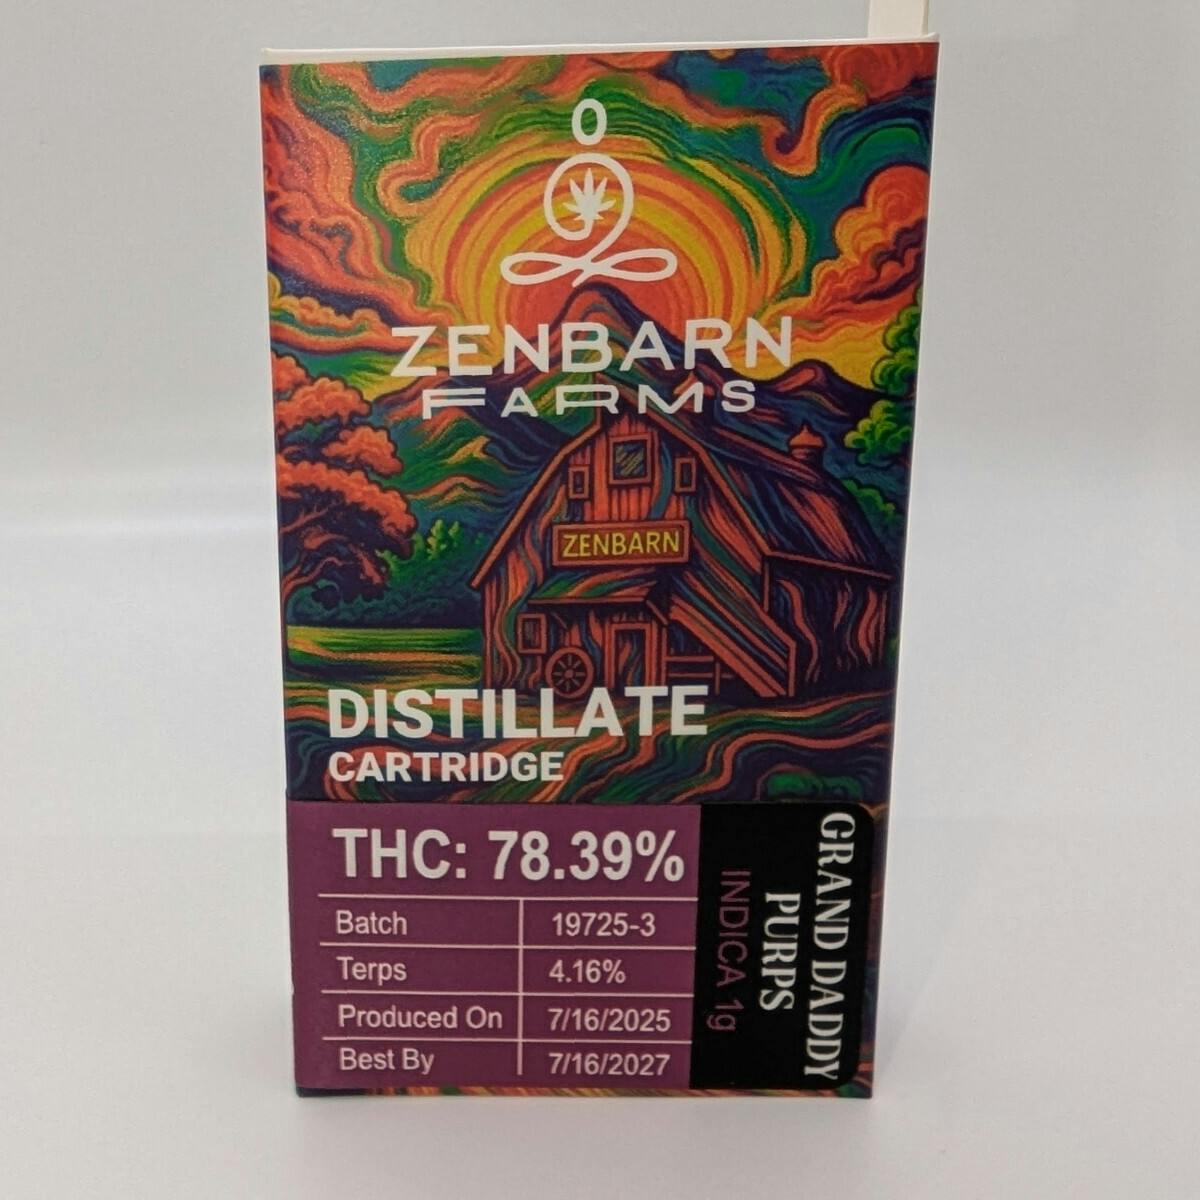 ZENBARN
FARMS
ZENBARN
DISTILLATE
CARTRIDGE
THC: 78.39%
Batch 19725-3
Terps 4.16%
Produced On 7/16/2025
Best By 7/16/2027
GRAND DADDY
PURPS
INDICA 1g